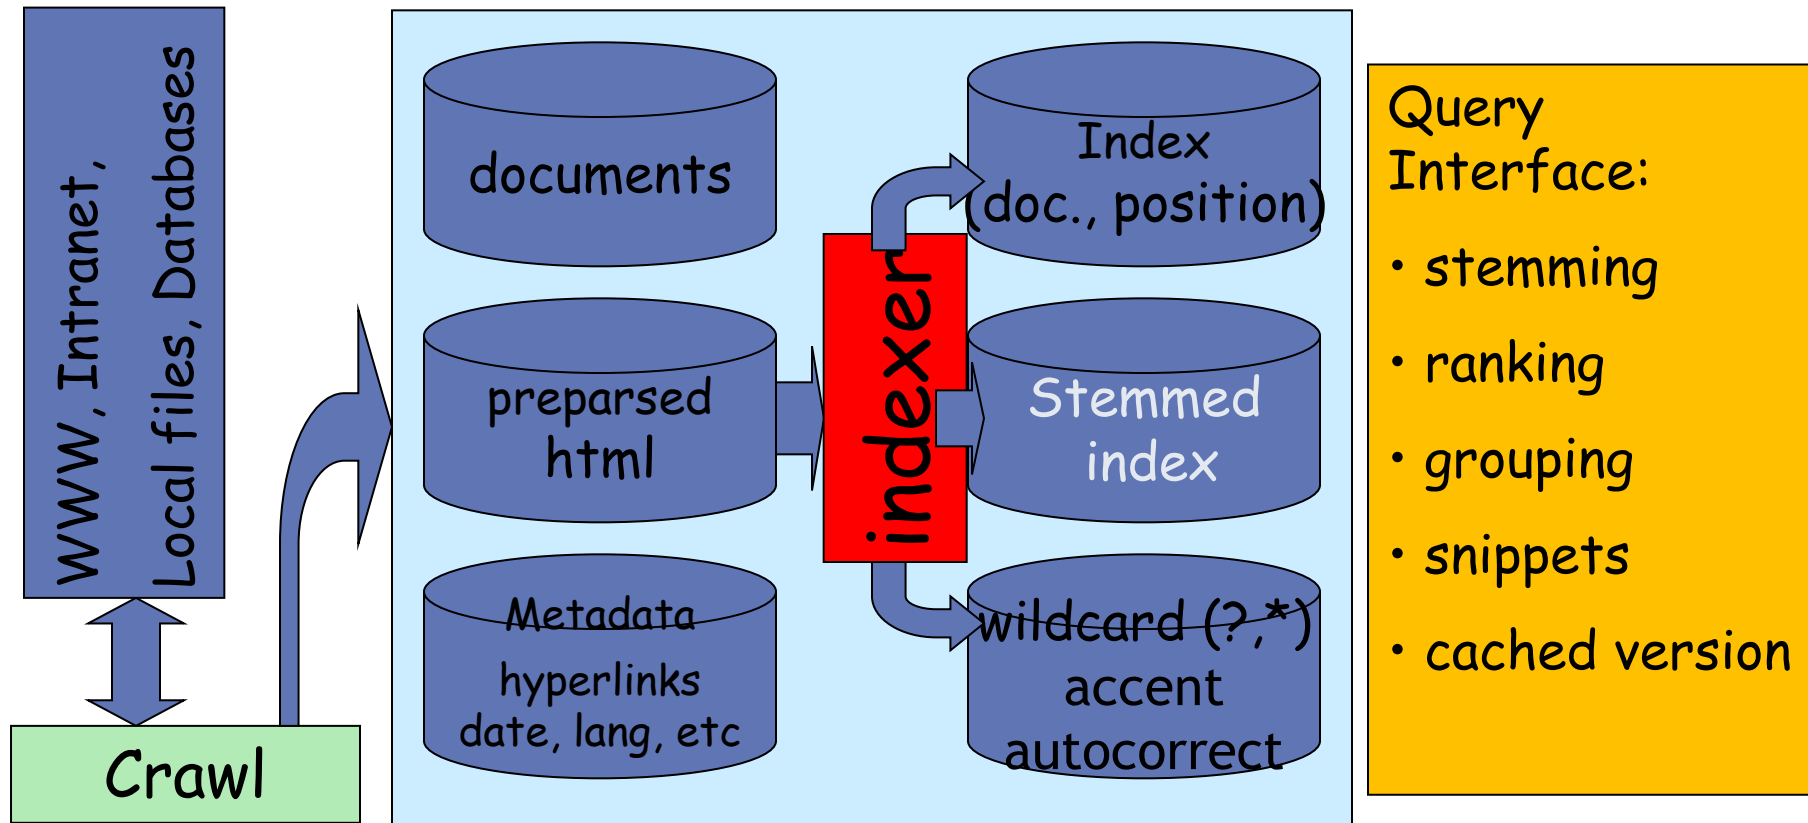 WWW, Intranet,
Local files, Databases
Crawl
documents
preparsed
html
Metadata
hyperlinks
date, lang, etc
indexer
Index
(doc., position)
Stemmed
index
wildcard (?,*)
accent
autocorrect
Query
Interface:
• stemming
• ranking
• grouping
• snippets
• cached version